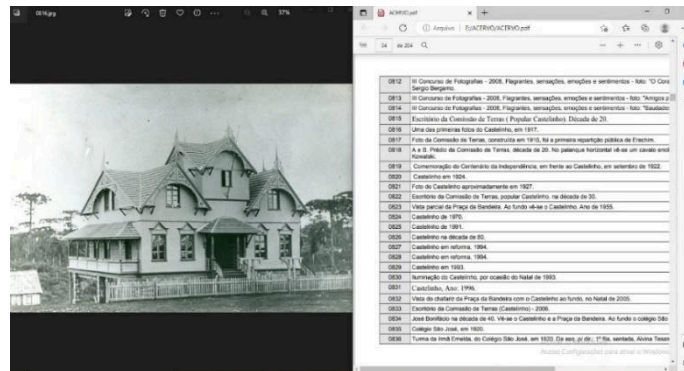 0816.jpg
37%
ACERVO.pdf
Arquivo | D:/ACERVO/ACERVO.pdf
34 de 204
0812 III Concurso de Fotografias - 2008, Flagrantes, sensações, emoções e sentimentos - foto: "O
Sergio Bergamo.
0813 III Concurso de Fotografias - 2008, Flagrantes, sensações, emoções e sentimentos - foto: "Amigos
0814 III Concurso de Fotografias - 2008, Flagrantes, sensações, emoções e sentimentos - foto:
0815 Escritório da Comissão de Terras ( Popular Castelinho). Década de 20.
0816 Uma das primeiras fotos do Castelinho, em 1917.
0817 Foto da Comissão de Terras, construída em 1915, foi a primeira repartição pública de Erechim.
0818 A e B. Prédio da Comissão de Terras, década de 20. No palanque horizontal vê-se um cavalo
Kowalski.
0819 Comemoração do Centenário da Independência, em frente ao Castelinho, em setembro de 1922.
0820 Castelinho em 1924.
0821 Foto do Castelinho aproximadamente em 1927.
0822 Escritório da Comissão de Terras, popular Castelinho, na década de 30.
0823 Vista parcial da Praça da Bandeira. Ao fundo vê-se o Castelinho. Ano de 1955.
0824 Castelinho de 1970.
0825 Castelinho de 1991.
0826 Castelinho na década de 80.
0827 Castelinho em reforma, 1994.
0828 Castelinho em reforma, 1994.
0829 Castelinho em 1993.
0830 Iluminação do Castelinho, por ocasião do Natal de 1993.
0831 Castelinho, Ano: 1996.
0832 Vista do chafariz da Praça da Bandeira com o Castelinho ao fundo, no Natal de 2005.
0833 Escritório da Comissão de Terras (Castelinho) - 2006.
0834 José Bonifácio na década de 40. Vê-se o Castelinho e a Praça da Bandeira. Ao fundo o colégio São
0835 Colégio São José, em 1920.
0836 Turma da Irmã Emelda, do Colégio São José, em 1920. Da esq. p/ dir.: 1ª fila, sentada, Alvina
Acesse Configurações para ativar o Windows.